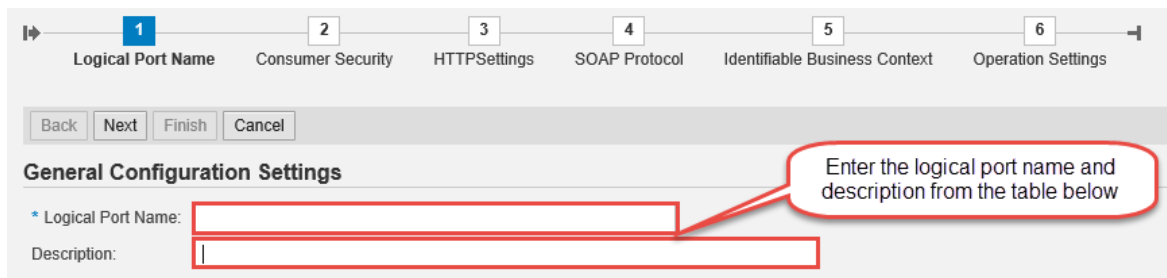 1 2 3 4 5 6
Logical Port Name Consumer Security HTTPSettings SOAP Protocol Identifiable Business Context Operation Settings
Back Next Finish Cancel
General Configuration Settings
Enter the logical port name and
description from the table below
* Logical Port Name:
Description: